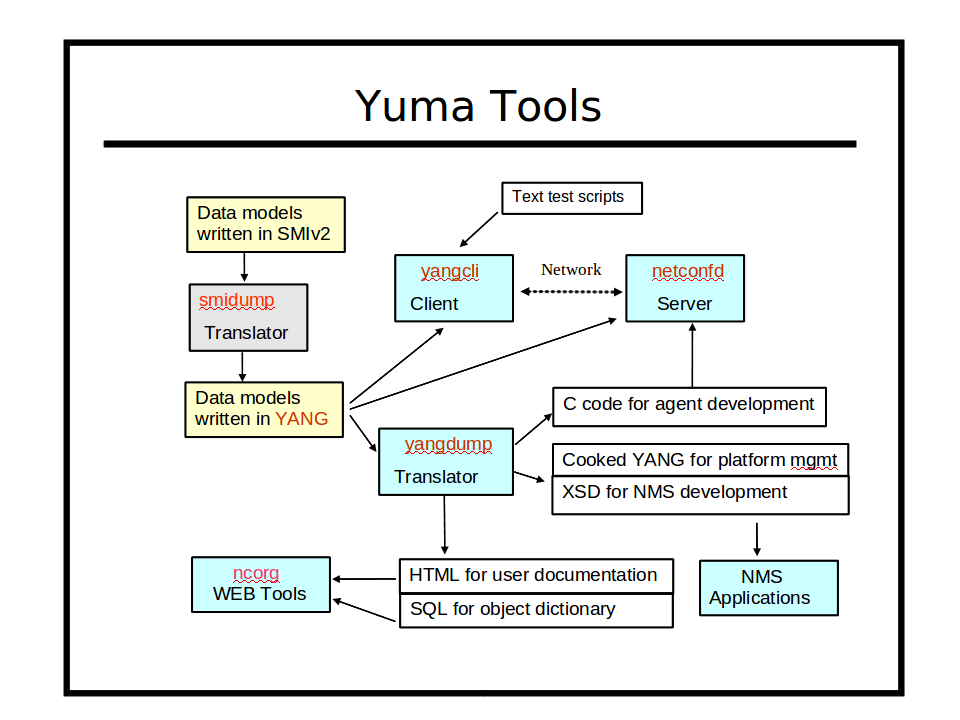 Yuma Tools
Text test scripts
Data models
written in SMIv2
yangcli
Client
Network
netconfd
Server
smidump
Translator
Data models
written in YANG
C code for agent development
yangdump
Translator
Cooked YANG for platform mgmt
XSD for NMS development
ncorg
WEB Tools
HTML for user documentation
SQL for object dictionary
NMS
Applications